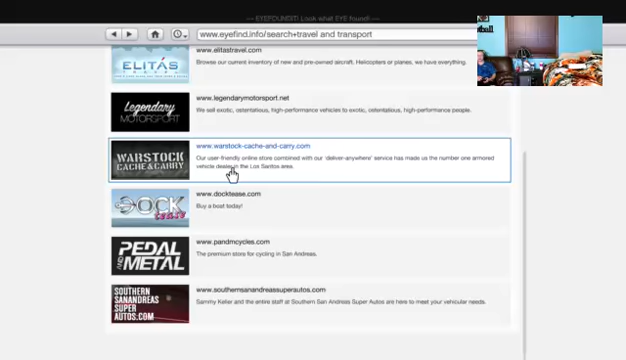 — EYEFOUNDIT! Look what EYE found! —
www.eyefind.info/search+travel and transport
ELITÁS
TRAVEL
www.elitastravel.com
Browse our current inventory of new and pre-owned aircraft. Helicopters or planes, we have everything.
Legendary
MOTORSPORT
www.legendarymotorsport.net
We sell exotic, ostentatious, high-performance vehicles to exotic, ostentatious, high-performance people.
WARSTOCK
CACHE & CARRY
www.warstock-cache-and-carry.com
Our user-friendly online store combined with our 'deliver-anywhere' service has made us the number one armored
vehicle dealer in the Los Santos area.
DOCK
tease
www.docktease.com
Buy a boat today!
PEDAL
AND
METAL
www.pandmcycles.com
The premium store for cycling in San Andreas.
SOUTHERN
SANANDREAS
SUPER
AUTOS.COM
www.southernsanandreassuperautos.com
Sammy Keller and the entire staff at Southern San Andreas Super Autos are here to meet your vehicular needs.